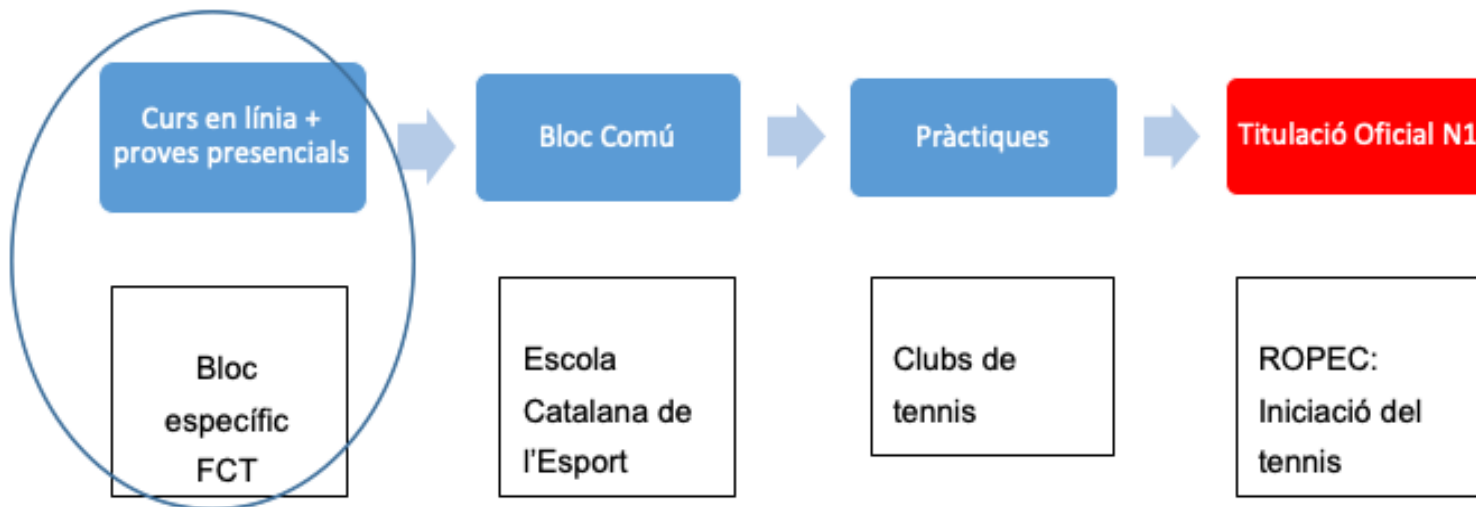 Curs en línia +
proves presencials
Bloc Comú
Pràctiques
Titulació Oficial N1
Bloc
específic
FCT
Escola
Catalana de
l'Esport
Clubs de
tennis
ROPEC:
Iniciació del
tennis